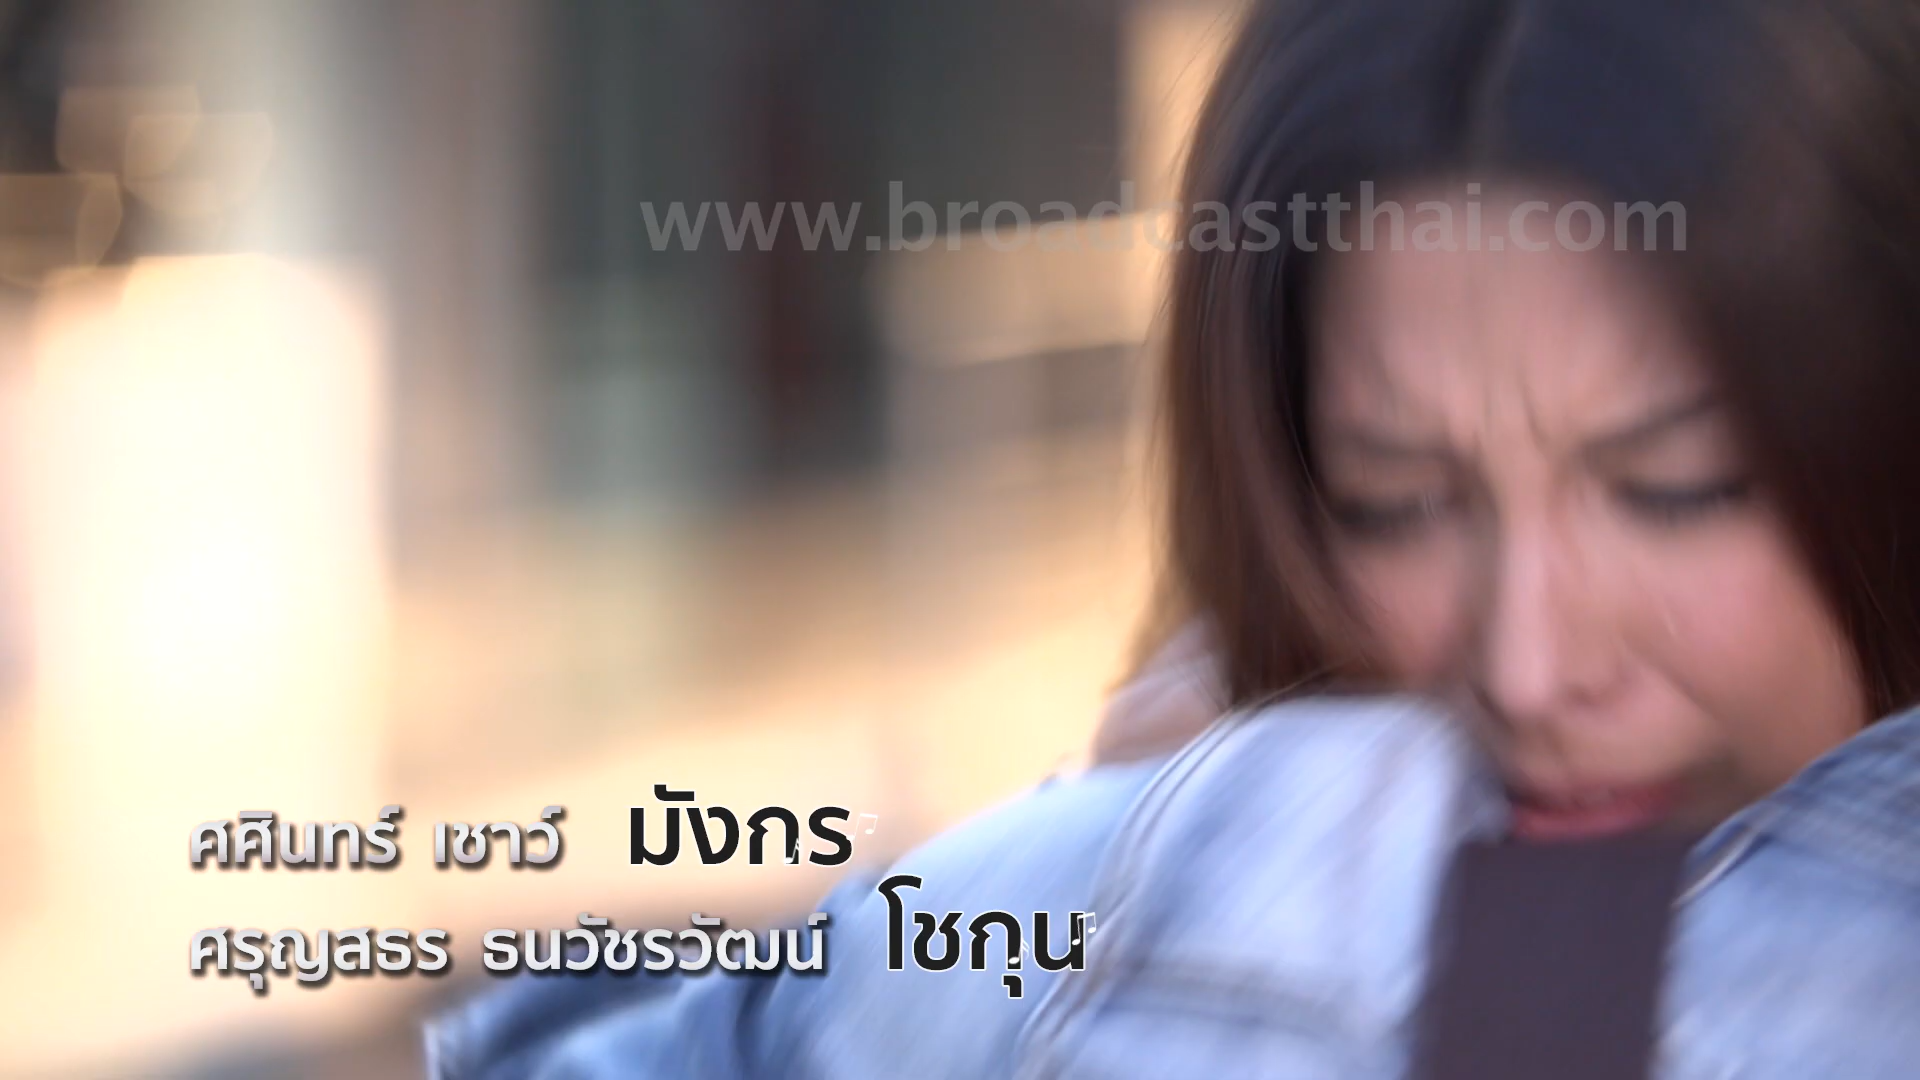 www.broadcastthai.com
ศศินทร์ เชาว์ มังกร
ศรุญสธร ธนวัชรวัฒน์ โชกุน